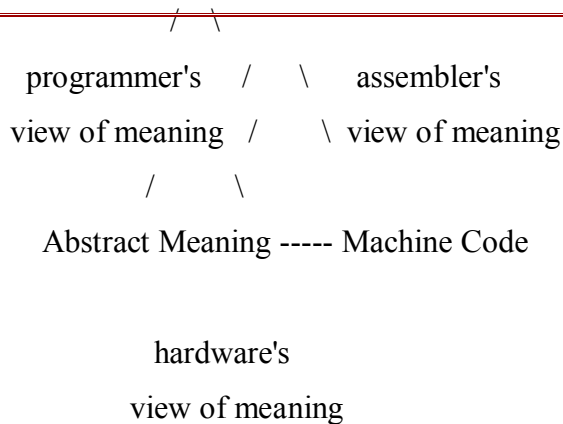 / \
programmer's / \ assembler's
view of meaning / \ view of meaning
/ \
Abstract Meaning ----- Machine Code
hardware's
view of meaning